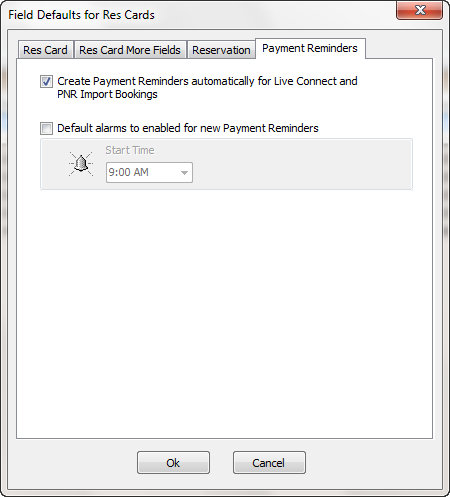 Field Defaults for Res Cards
Res Card Res Card More Fields Reservation Payment Reminders
Create Payment Reminders automatically for Live Connect and
PNR Import Bookings
Default alarms to enabled for new Payment Reminders
Start Time
9:00 AM
Ok Cancel